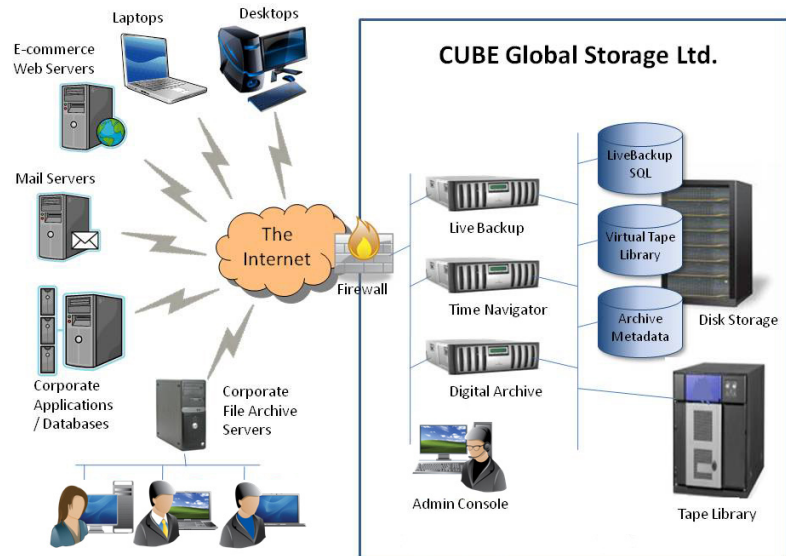 Laptops
Desktops
E-commerce
Web Servers
CUBE Global Storage Ltd.
Mail Servers
The
Internet
Firewall
Live Backup
Time Navigator
Digital Archive
LiveBackup
SQL
Virtual Tape
Library
Archive
Metadata
Disk Storage
Corporate
Applications
/ Databases
Corporate
File Archive
Servers
Admin Console
Tape Library